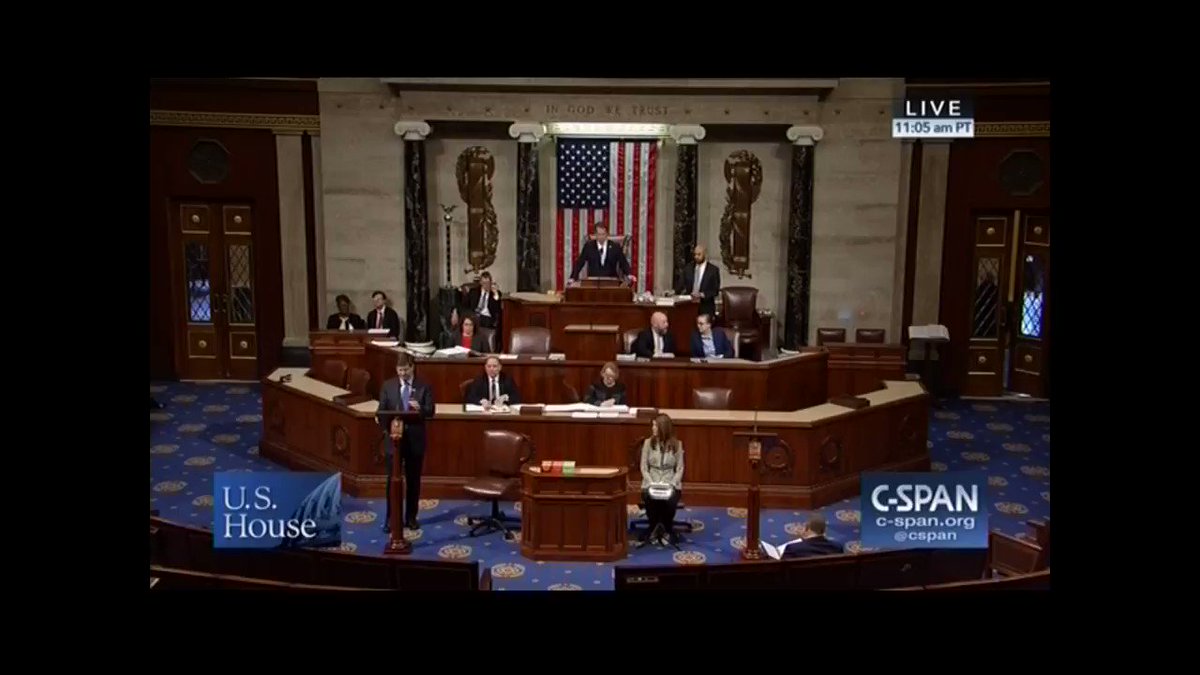 IN GOD WE TRUST
LIVE
11:05 am PT
U.S.
House
C-SPAN
c-span.org
@cspan